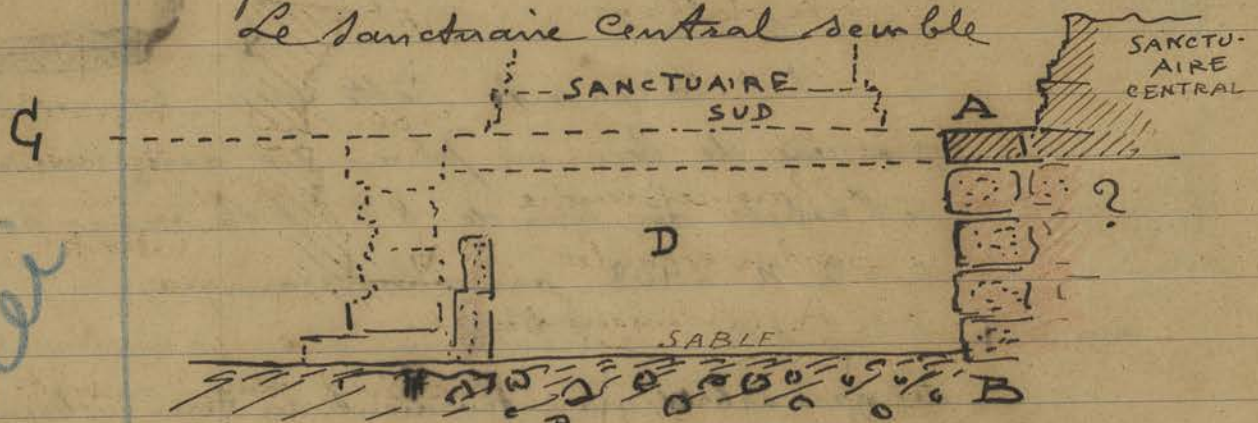 Le sanctuaire central semble
SANCTU-
AIRE
CENTRAL
SANCTUAIRE
SUD
A
G
?
D
SABLE
B